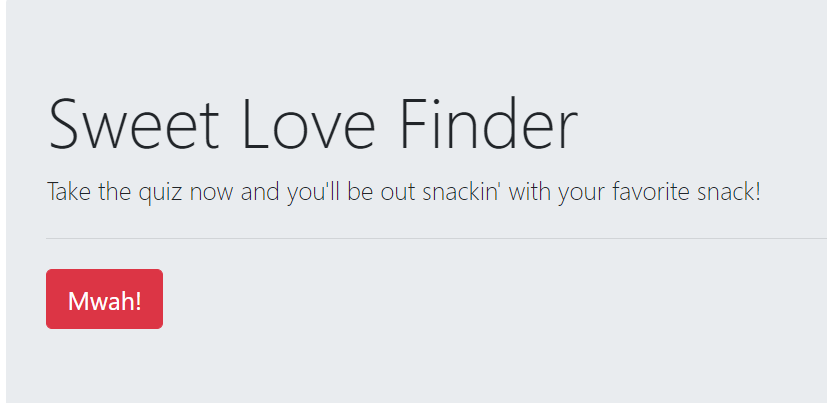 Sweet Love Finder
Take the quiz now and you'll be out snackin' with your favorite snack!
Mwah!